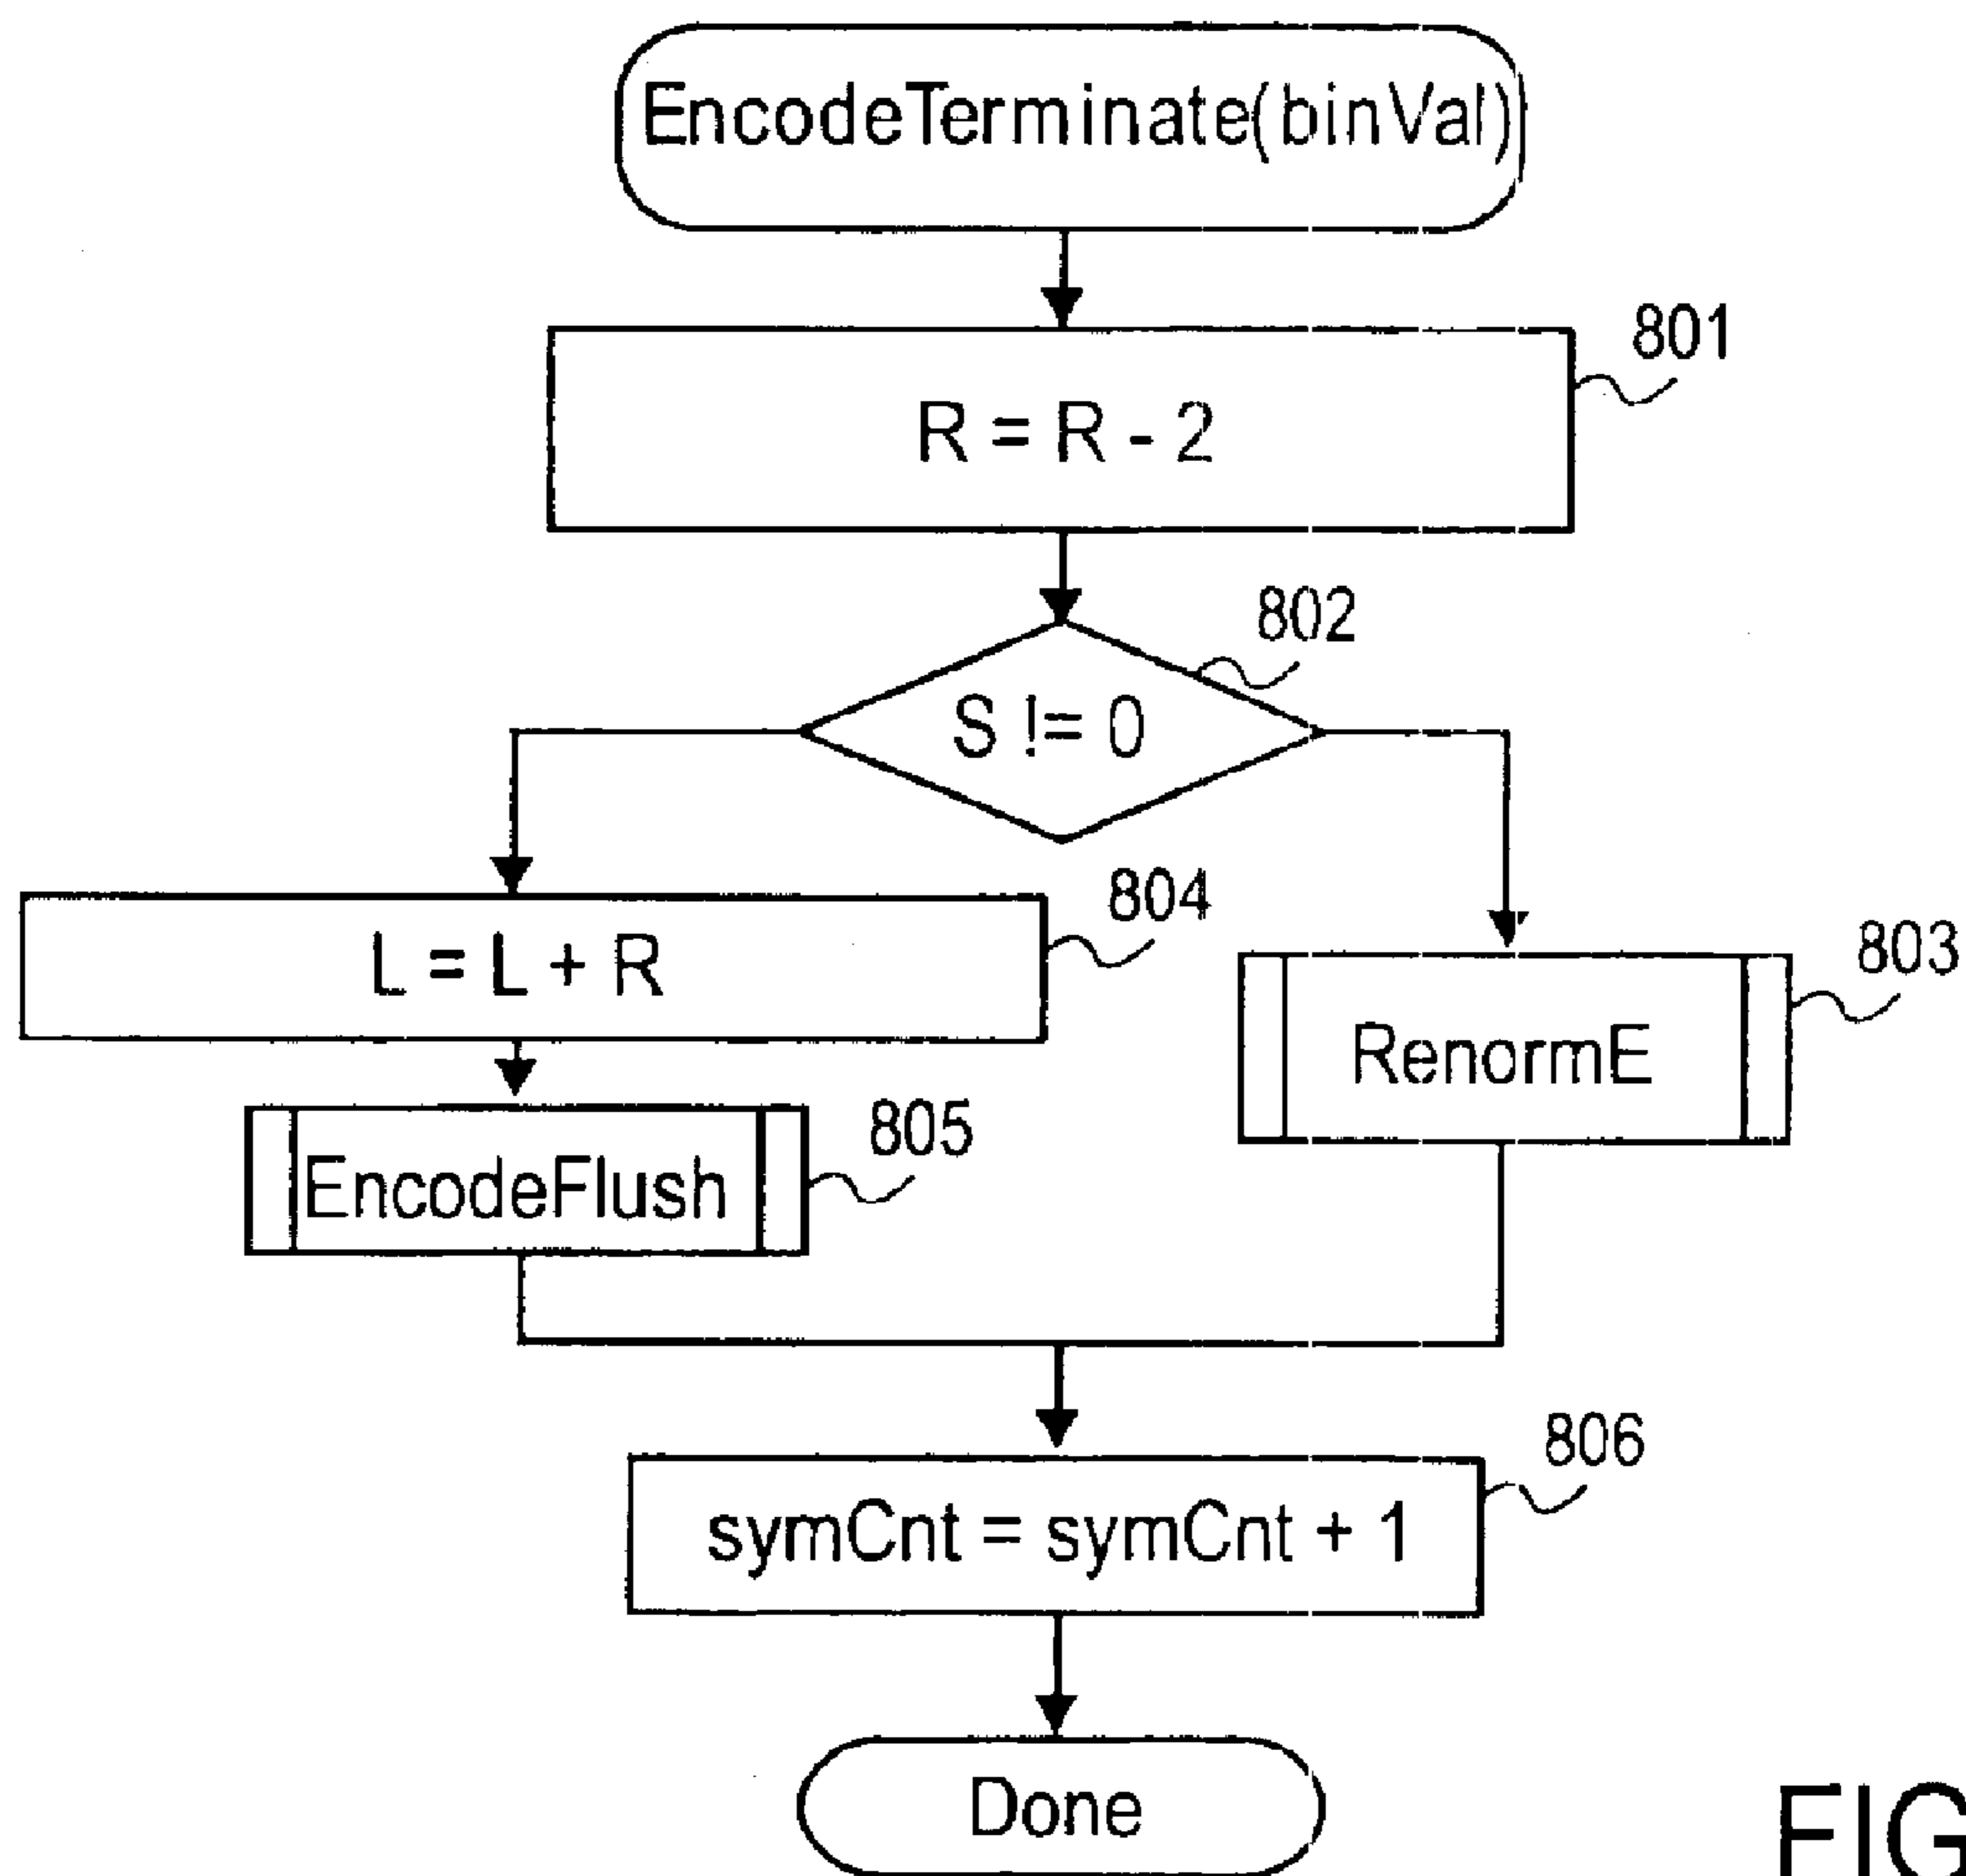 EncodeTerminate(binVal)
801
R = R - 2
802
S != 0
804
L = L + R
803
RenormE
805
EncodeFlush
806
symCnt = symCnt + 1
Done
FIG